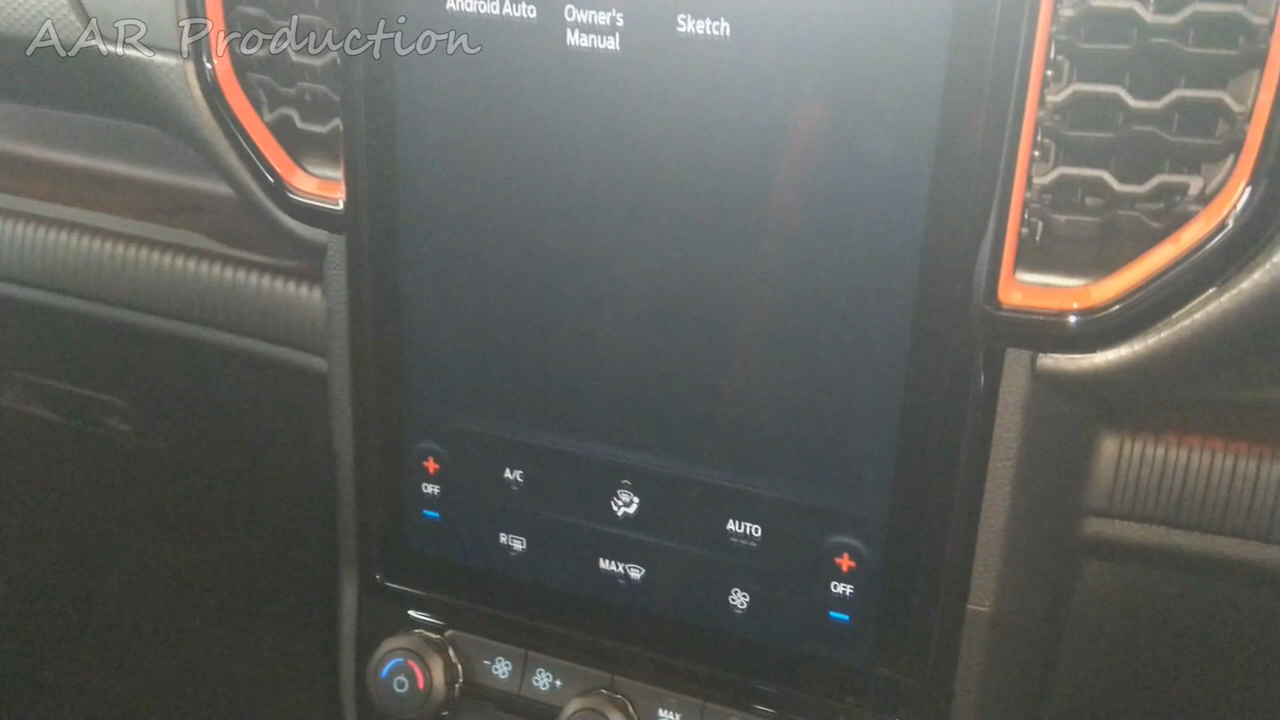 AAR Production
Android Auto
Owner's
Manual
Sketch
OFF
A/C
AUTO
R
MAX
OFF
MAX